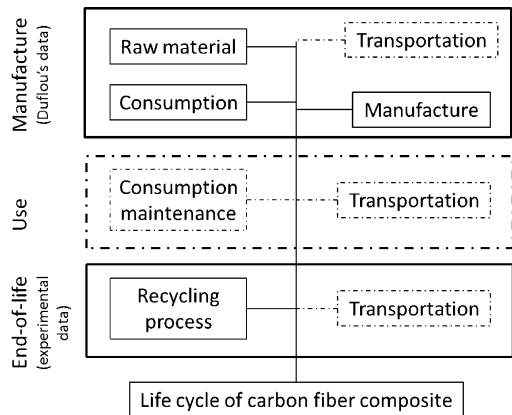 Manufacture
(Duflou's data)
Raw material
Transportation
Consumption
Manufacture
Use
Consumption
maintenance
Transportation
End-of-life
(experimental
data)
Recycling
process
Transportation
Life cycle of carbon fiber composite